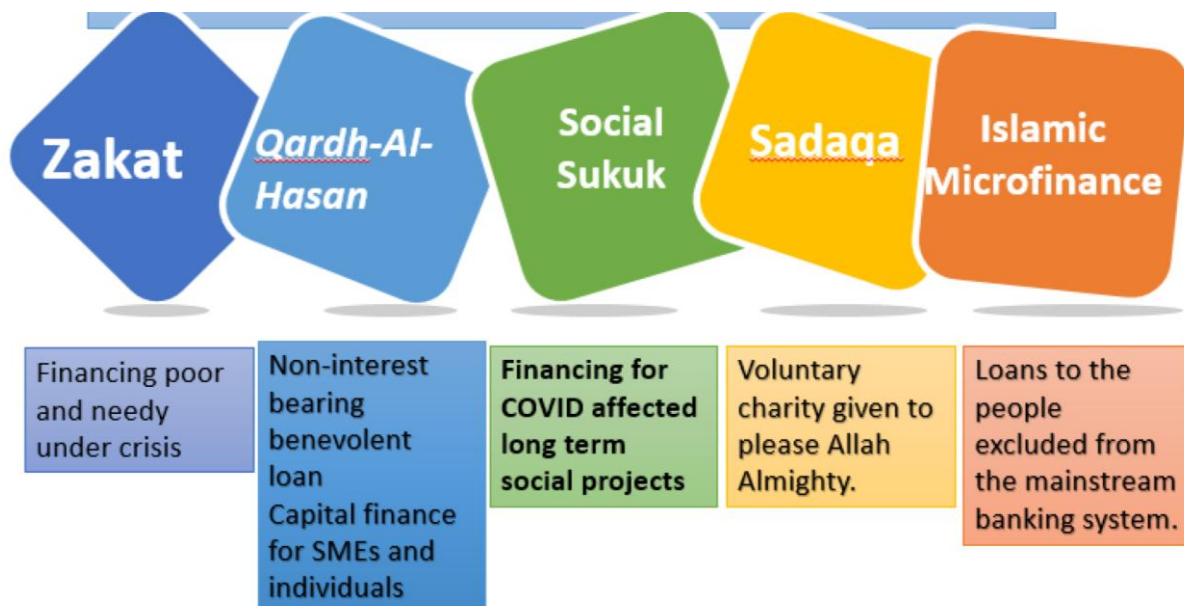 Zakat
Qardh-Al-
Hasan
Social
Sukuk
Sadaqa
Islamic
Microfinance
Financing poor
and needy
under crisis
Non-interest
bearing
benevolent
loan
Capital finance
for SMEs and
individuals
Financing for
COVID affected
long term
social projects
Voluntary
charity given to
please Allah
Almighty.
Loans to the
people
excluded from
the mainstream
banking system.